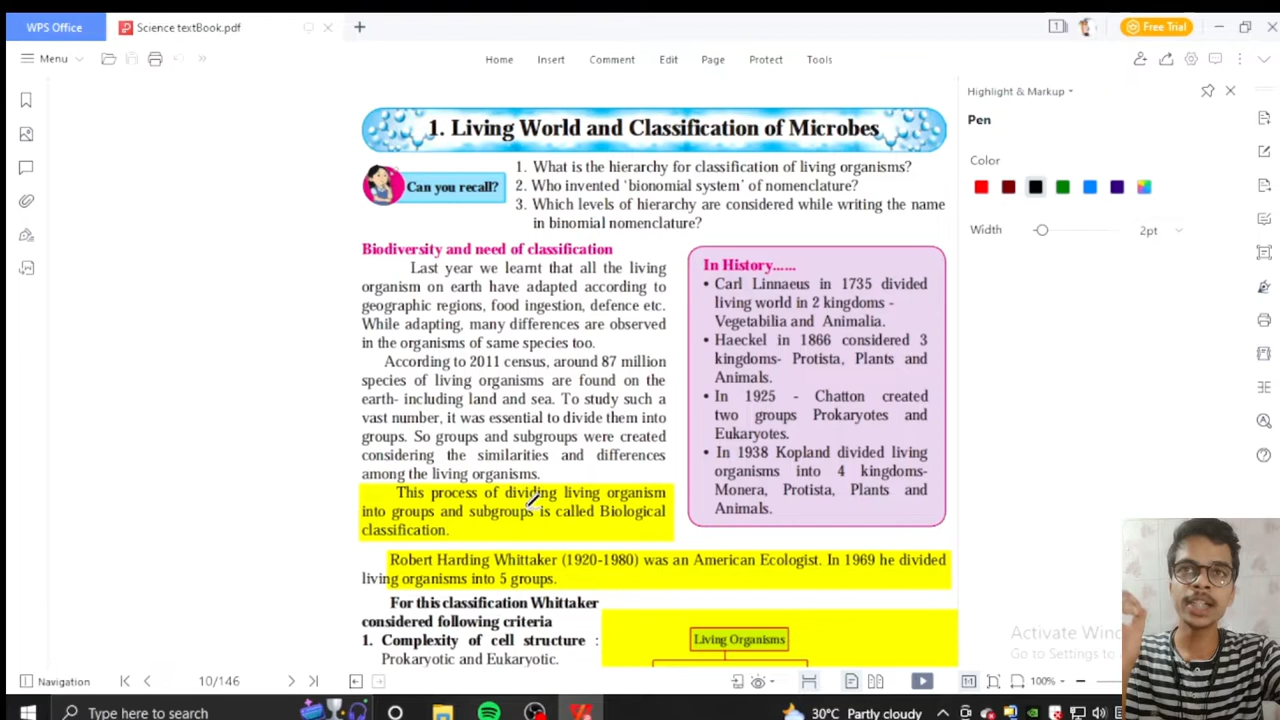 WPS Office
Science textBook.pdf
1
Free Trial
Menu
Home
Insert
Comment
Edit
Page
Protect
Tools
Highlight & Markup
Pen
Color
Width
2pt
1. Living World and Classification of Microbes
Can you recall?
1. What is the hierarchy for classification of living organisms?
2. Who invented ‘bionomial system’ of nomenclature?
3. Which levels of hierarchy are considered while writing the name
in binomial nomenclature?
Biodiversity and need of classification
Last year we learnt that all the living
organism on earth have adapted according to
geographic regions, food ingestion, defence etc.
While adapting, many differences are observed
in the organisms of same species too.
According to 2011 census, around 87 million
species of living organisms are found on the
earth- including land and sea. To study such a
vast number, it was essential to divide them into
groups. So groups and subgroups were created
considering the similarities and differences
among the living organisms.
This process of dividing living organism
into groups and subgroups is called Biological
classification.
In History......
• Carl Linnaeus in 1735 divided
living world in 2 kingdoms -
Vegetabilia and Animalia.
• Haeckel in 1866 considered 3
kingdoms- Protista, Plants and
Animals.
• In 1925 - Chatton created
two groups Prokaryotes and
Eukaryotes.
• In 1938 Kopland divided living
organisms into 4 kingdoms-
Monera, Protista, Plants and
Animals.
Robert Harding Whittaker (1920-1980) was an American Ecologist. In 1969 he divided
living organisms into 5 groups.
For this classification Whittaker
considered following criteria
1. Complexity of cell structure :
Prokaryotic and Eukaryotic.
Living Organisms
Activate Win
Go to Settings to
Navigation
10/146
100%
Type here to search
30°C Partly cloudy